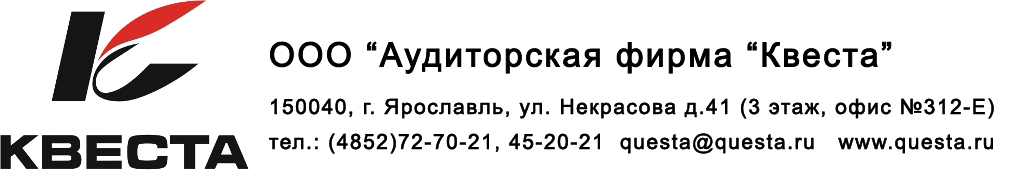 КВЕСТА
ООО “Аудиторская фирма “Квеста”
150040, г. Ярославль, ул. Некрасова д.41 (3 этаж, офис №312-Е)
тел.: (4852)72-70-21, 45-20-21 questa@questa.ru www.questa.ru